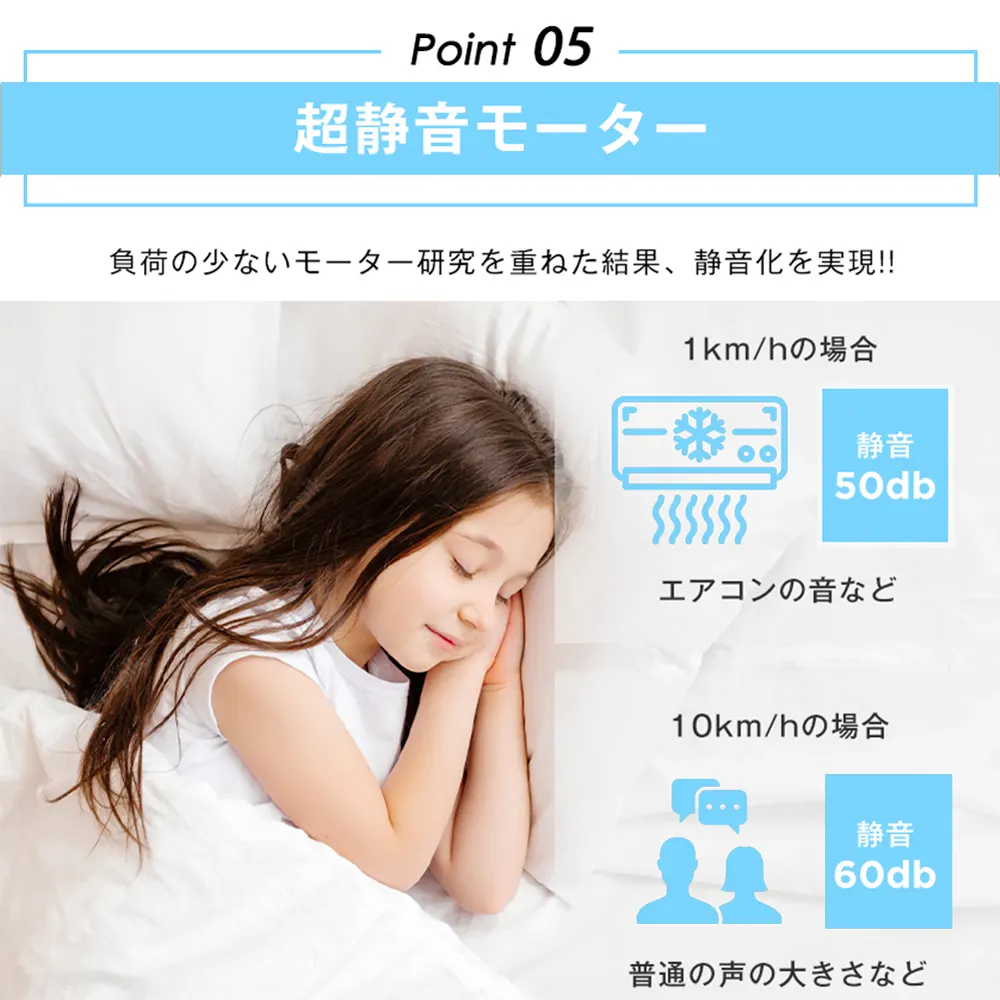 Point 05
超静音モーター
負荷の少ないモーター研究を重ねた結果、静音化を実現!!
1km/hの場合
静音
50db
エアコンの音など
10km/hの場合
静音
60db
普通の声の大きさなど